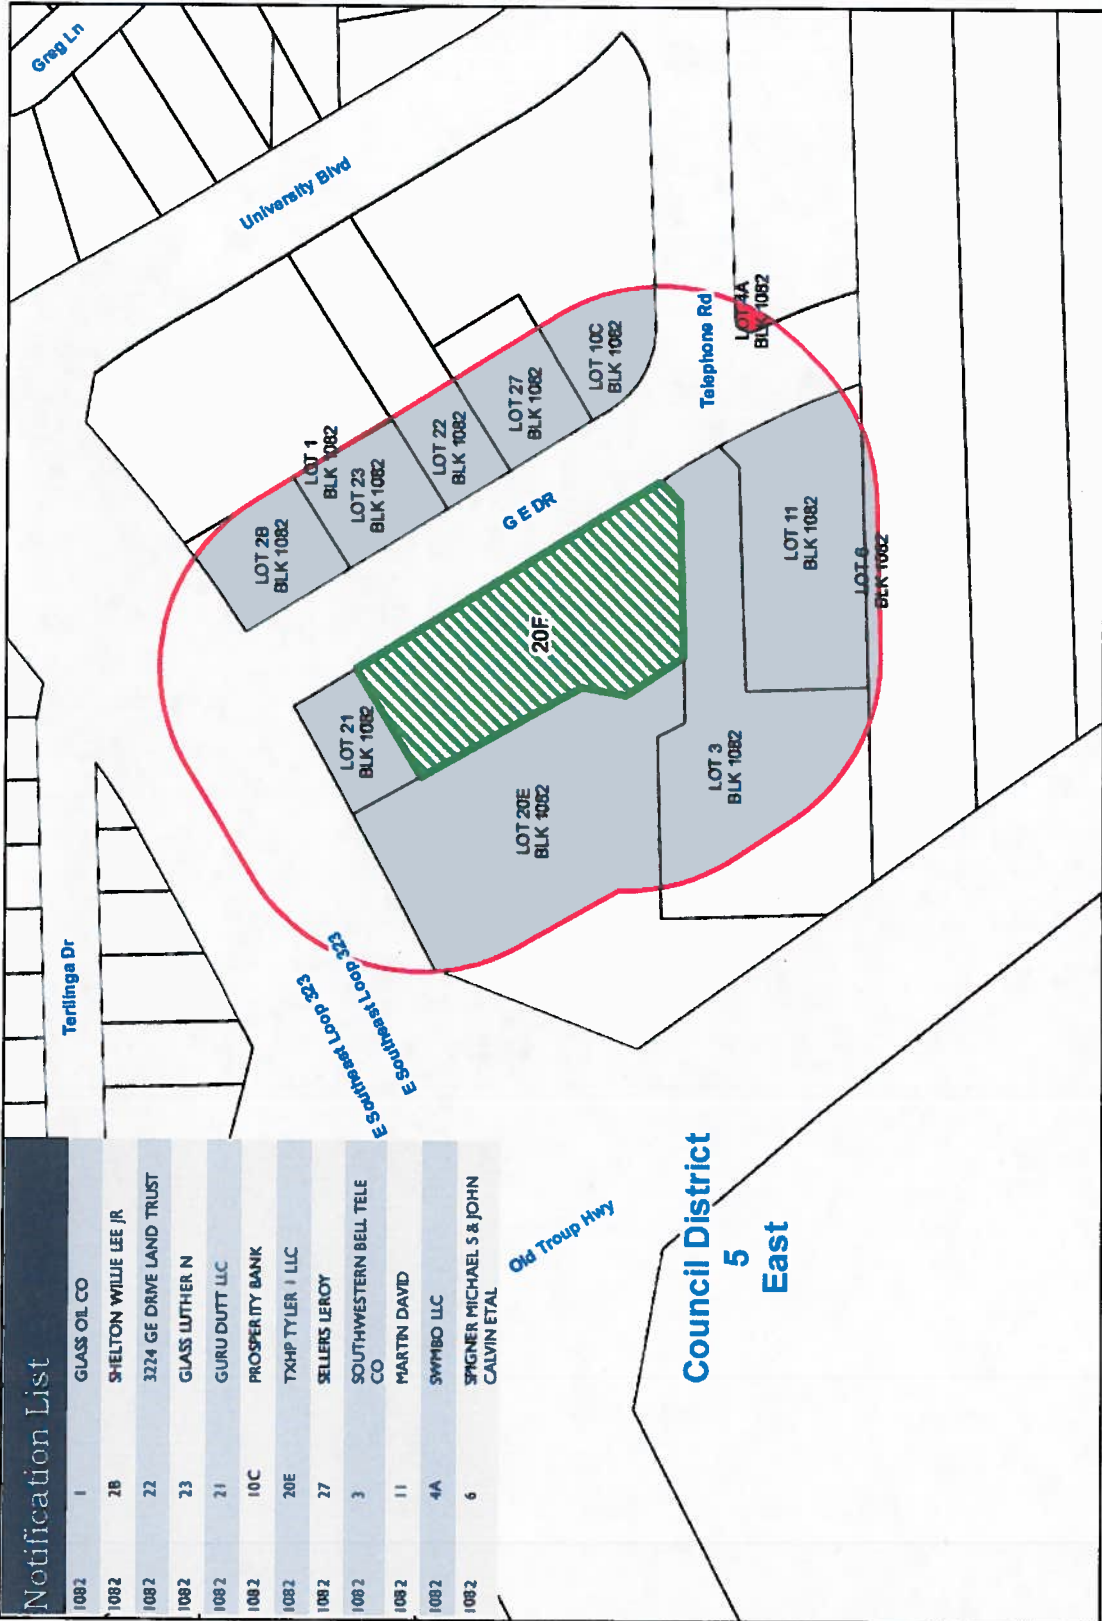 Notification List
1082 1 GLASS OIL CO
1082 2B SHELTON WILLIE LEE JR
1082 22 3224 GE DRIVE LAND TRUST
1082 23 GLASS LUTHER N
1082 21 GURU DUTT LLC
1082 10C PROSPERITY BANK
1082 20E TXHP TYLER 1 LLC
1082 27 SELLERS LEROY
1082 3 SOUTHWESTERN BELL TELE
CO
1082 11 MARTIN DAVID
1082 4A SWMBO LLC
1082 6 SPIGNER MICHAEL S & JOHN
CALVIN ETAL
Terilinga Dr
E Southeast Loop 323
E Southeast Loop 323
Old Troup Hwy
Council District
5
East
Greg Ln
University Blvd
G E DR
Telephone Rd
LOT 2B
BLK 1082
LOT 1
BLK 1082
LOT 23
BLK 1082
LOT 22
BLK 1082
LOT 27
BLK 1082
LOT 10C
BLK 1082
LOT 4A
BLK 1082
LOT 21
BLK 1082
20F
LOT 20E
BLK 1082
LOT 3
BLK 1082
LOT 11
BLK 1082
LOT 6
BLK 1082